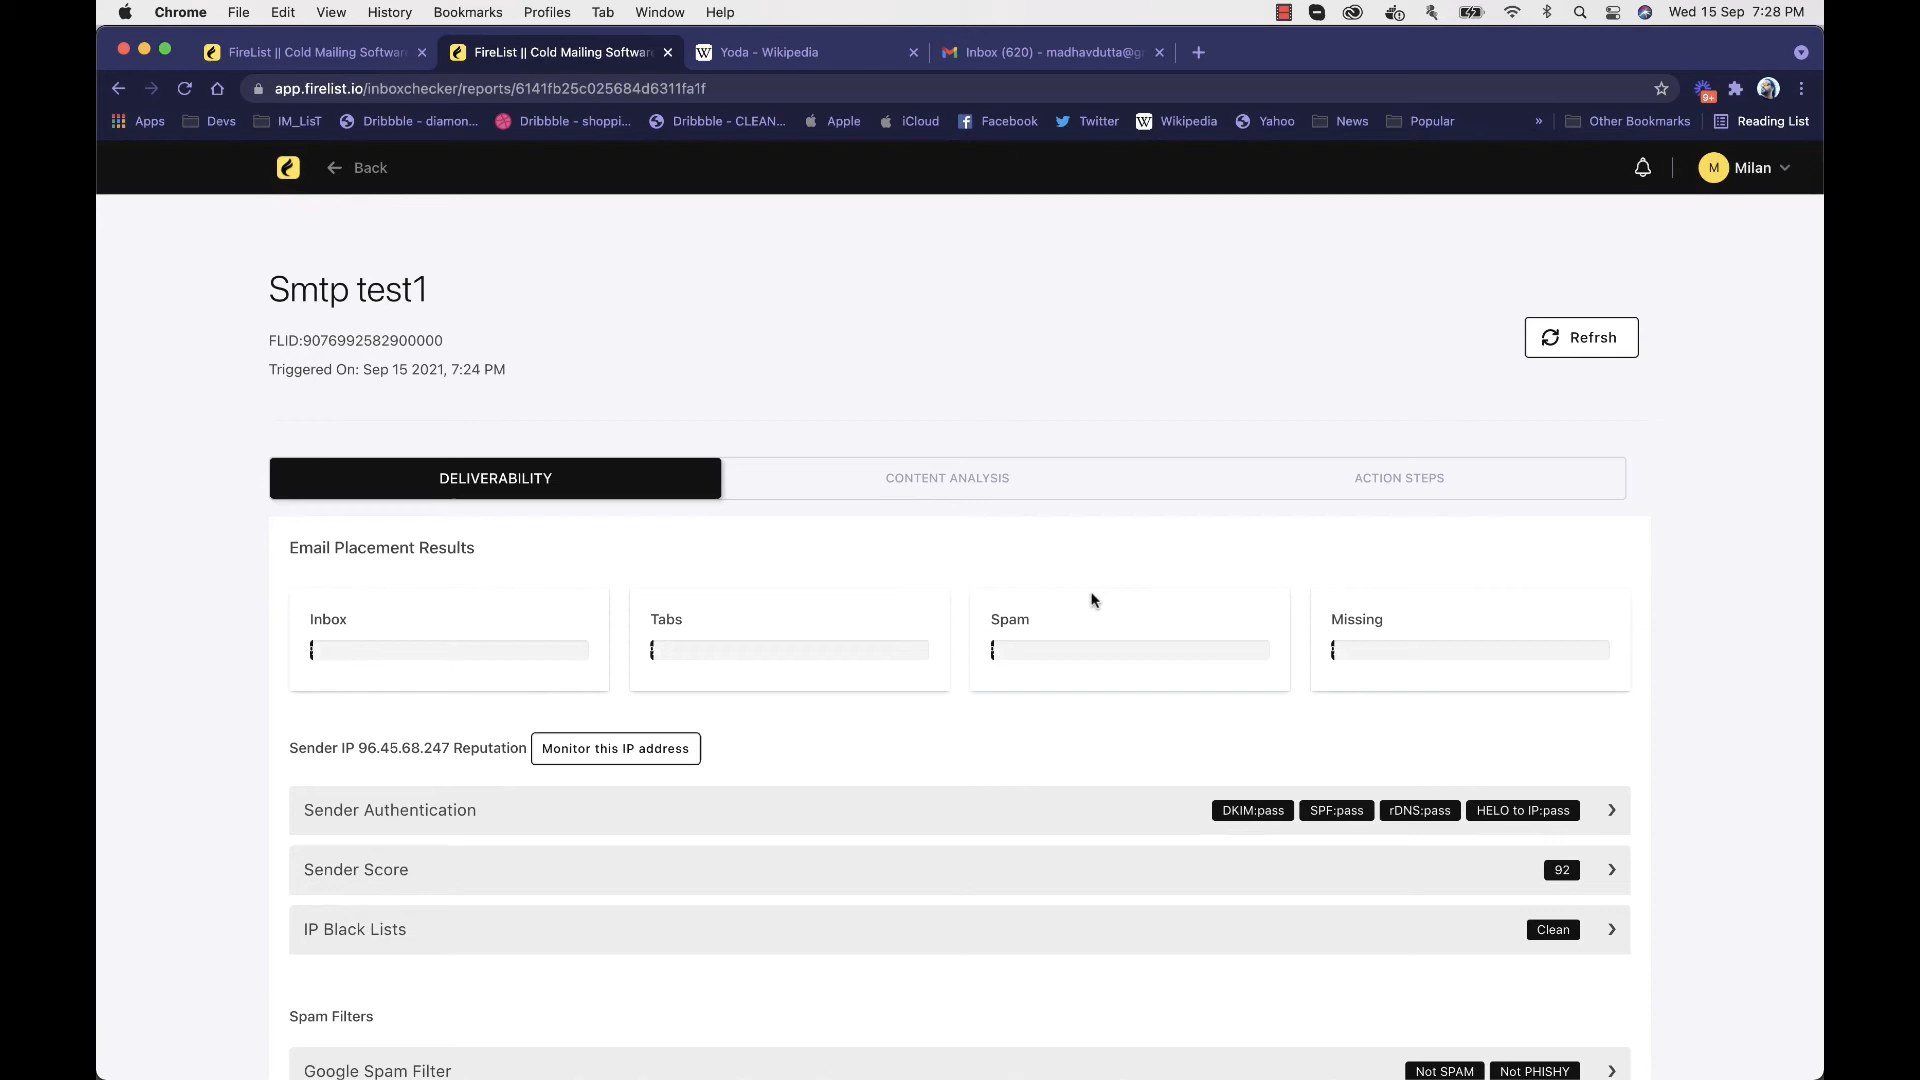 Chrome File Edit View History Bookmarks Profiles Tab Window Help Wed 15 Sep 7:28 PM
FireList || Cold Mailing Software FireList || Cold Mailing Software Yoda - Wikipedia Inbox (620) - madhavdutta@g
app.firelist.io/inboxchecker/reports/6141fb25c025684d6311fa1f 9+
Apps Devs IM_LisT Dribbble - diamon... Dribbble - shoppi... Dribbble - CLEAN... Apple iCloud Facebook Twitter Wikipedia Yahoo News Popular » Other Bookmarks Reading List
Back M Milan
Smtp test1
FLID:9076992582900000
Refrsh
Triggered On: Sep 15 2021, 7:24 PM
DELIVERABILITY CONTENT ANALYSIS ACTION STEPS
Email Placement Results
Inbox Tabs Spam Missing
Sender IP 96.45.68.247 Reputation Monitor this IP address
Sender Authentication DKIM:pass SPF:pass rDNS:pass HELO to IP:pass
Sender Score 92
IP Black Lists Clean
Spam Filters
Google Spam Filter Not SPAM Not PHISHY